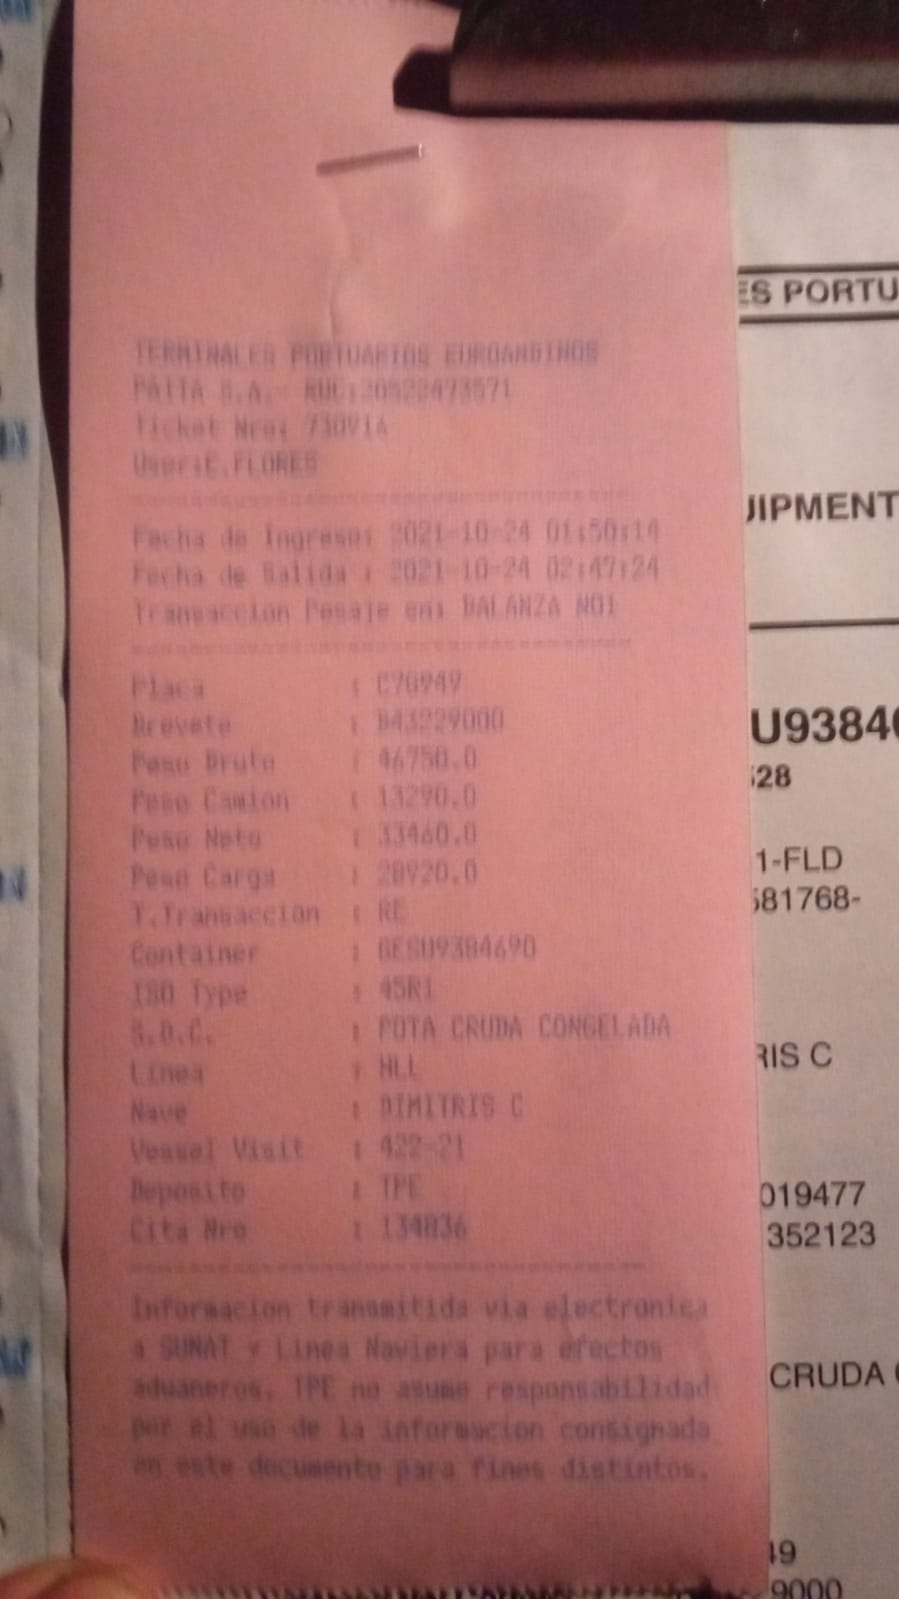 TERMINALES PORTUARIOS EUROANDINOS
PAITA S.A.- RUC:20522473571
Ticket Nro: 730916
User:E.FLORES
Fecha de Ingreso: 2021-10-24 01:50:14
Fecha de Salida : 2021-10-24 02:47:24
Transaccion Pesaje en: BALANZA N01
Placa : C70949
Brevete : B43229000
Peso Bruto : 46750.0
Peso Camion : 13290.0
Peso Neto : 33460.0
Peso Carga : 28920.0
T.Transaccion : RE
Container : GESU9384690
ISO Type : 45R1
S.D.C. : POTA CRUDA CONGELADA
Linea : HLL
Nave : DIMITRIS C
Vessel Visit : 422-21
Deposito : TPE
Cita Nro : 134836
Informacion transmitida via electronica
a SUNAT y Linea Naviera para efectos
aduaneros. TPE no asume responsabilidad
por el uso de la informacion consignada
en este documento para fines distintos.
ES PORTU
UIPMENT
U93846
528
1-FLD
581768-
RIS C
019477
352123
CRUDA
49
9000